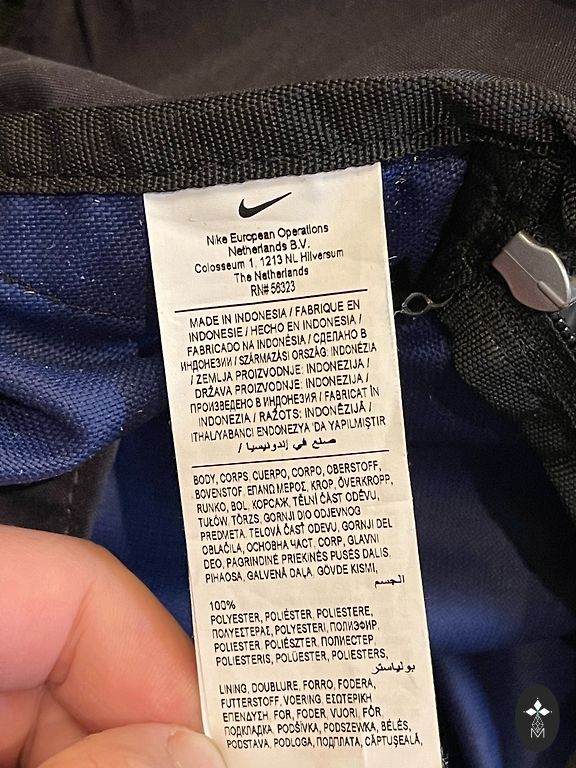 Nike European Operations
Netherlands B.V.
Colosseum 1, 1213 NL Hilversum
The Netherlands
RN# 56323
MADE IN INDONESIA / FABRIQUE EN
INDONESIE / HECHO EN INDONESIA /
FABRICADO NA INDONÉSIA / СДЕЛАНО В
ИНДОНЕЗИИ / SZÁRMAZÁSI ORSZÁG: INDONÉZIA
/ ZEMLJA PROIZVODNJE: INDONEZIJA /
DRŽAVA PROIZVODNJE: INDONEZIJA /
ПРОИЗВЕДЕНО В ИНДОНЕЗИЯ / FABRICAT ÎN
INDONEZIA / RAŽOTS: INDONĒZIJĀ /
ITHALYABANCI ENDONEZYA 'DA YAPILMIŞTIR
/ صنع في إندونيسيا
BODY, CORPS, CUERPO, CORPO, OBERSTOFF,
BOVENSTOF, ΕΠΑΝΩ ΜΕΡΟΣ, KROP, ÖVERKROPP,
RUNKO, BOL, КОРСАЖ, TĚLNÍ ČÁST ODĚVU,
TUŁÓW, TÖRZS, GORNJI DIO ODJEVNOG
PREDMETA, TELOVÁ ČASŤ ODEVU, GORNJI DEL
OBLAČILA, ОСНОВНА ЧАСТ, CORP, GLAVNI
DEO, PAGRINDINĖ PRIEKINĖS PUSĖS DALIS,
PIHAOSA, GALVENĀ DAĻA, GÖVDE KISMI,
الجسم
100%
POLYESTER, POLIÉSTER, POLIESTERE,
ΠΟΛΥΕΣΤΕΡΑΣ, POLYESTERI, ПОЛИЭФИР,
POLIESTER, POLIÉSZTER, ПОЛИЕСТЕР,
POLIESTERIS, POLÜESTER, POLIESTERS,
بوليأستر
LINING, DOUBLURE, FORRO, FODERA,
FUTTERSTOFF, VOERING, ΕΣΩΤΕΡΙΚΗ
ΕΠΕΝΔΥΣΗ, FOR, FODER, VUORI, FÔR,
ПОДКЛАДКА, PODŠÍVKA, PODSZEWKA, BÉLÉS,
PODSTAVA, PODLOGA, ПОДПЛАТА, CĂPTUŞEALĂ,